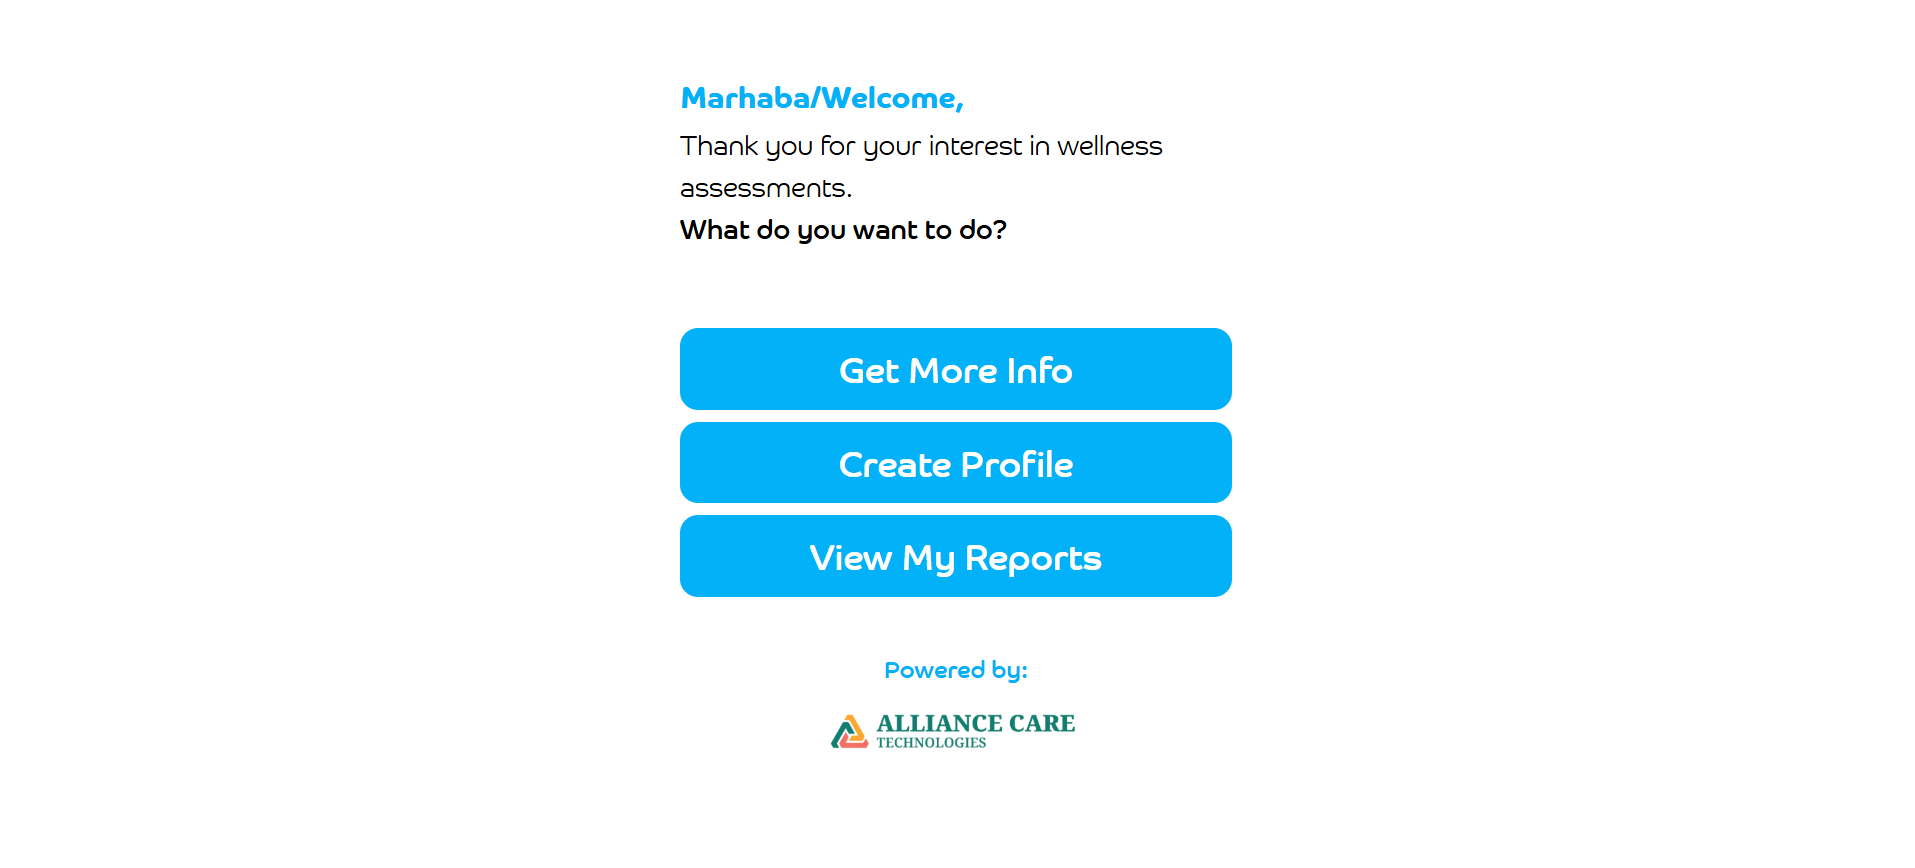 Marhaba/Welcome,
Thank you for your interest in wellness
assessments.
What do you want to do?
Get More Info
Create Profile
View My Reports
Powered by:
ALLIANCE CARE
TECHNOLOGIES